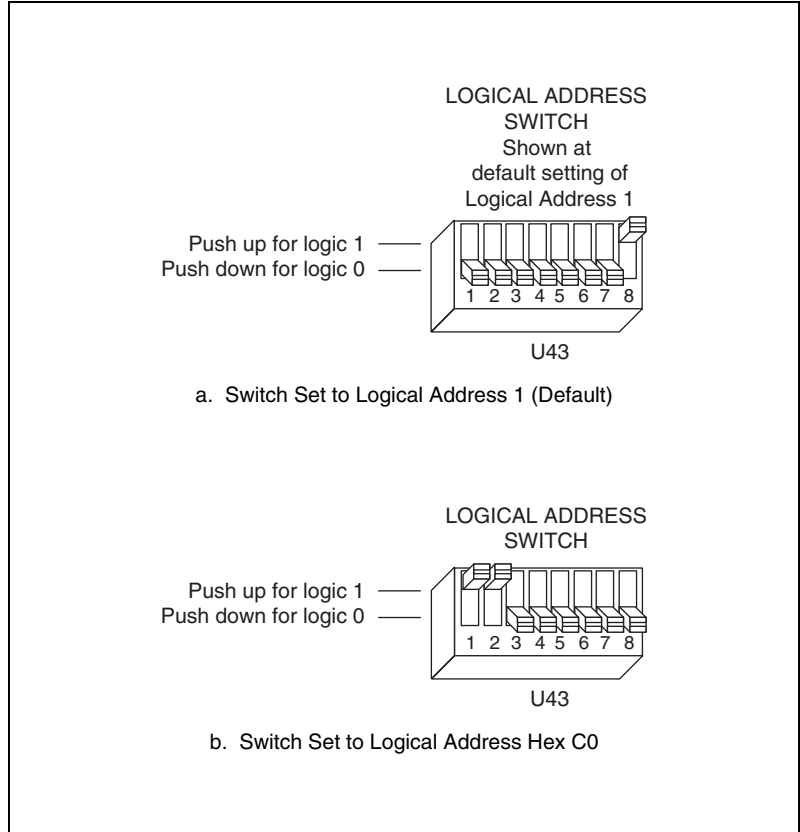 LOGICAL ADDRESS
SWITCH
Shown at
default setting of
Logical Address 1
Push up for logic 1
Push down for logic 0
1 2 3 4 5 6 7 8
U43
a. Switch Set to Logical Address 1 (Default)
LOGICAL ADDRESS
SWITCH
Push up for logic 1
Push down for logic 0
1 2 3 4 5 6 7 8
U43
b. Switch Set to Logical Address Hex C0